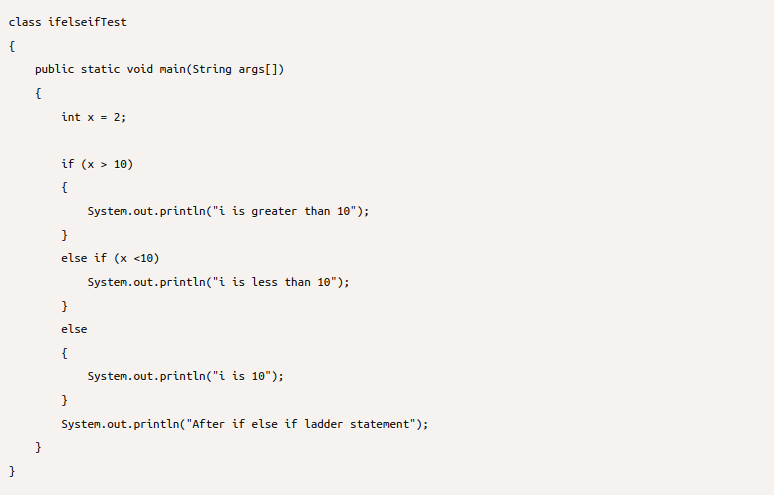 class ifelseifTest
{
    public static void main(String args[])
    {
        int x = 2;

        if (x > 10)
        {
            System.out.println("i is greater than 10");
        }
        else if (x <10)
            System.out.println("i is less than 10");
        }
        else
        {
            System.out.println("i is 10");
        }
        System.out.println("After if else if ladder statement");
    }
}